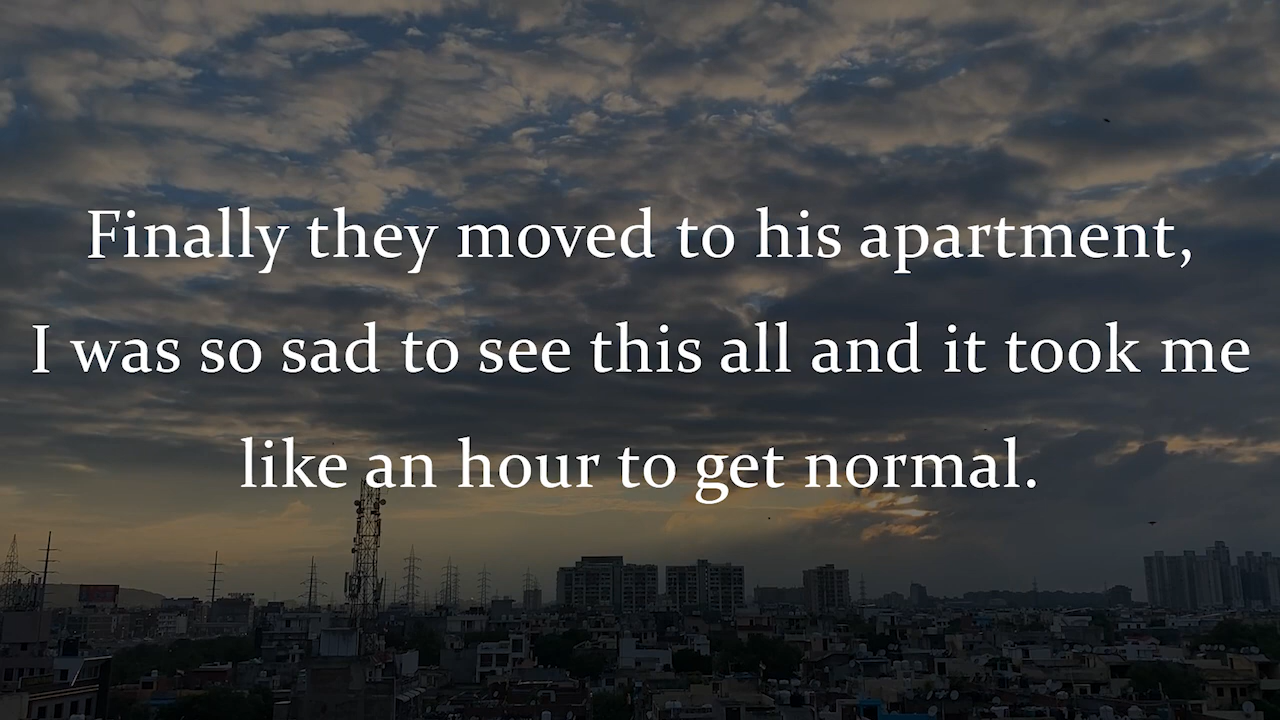 Finally they moved to his apartment,
I was so sad to see this all and it took me
like an hour to get normal.